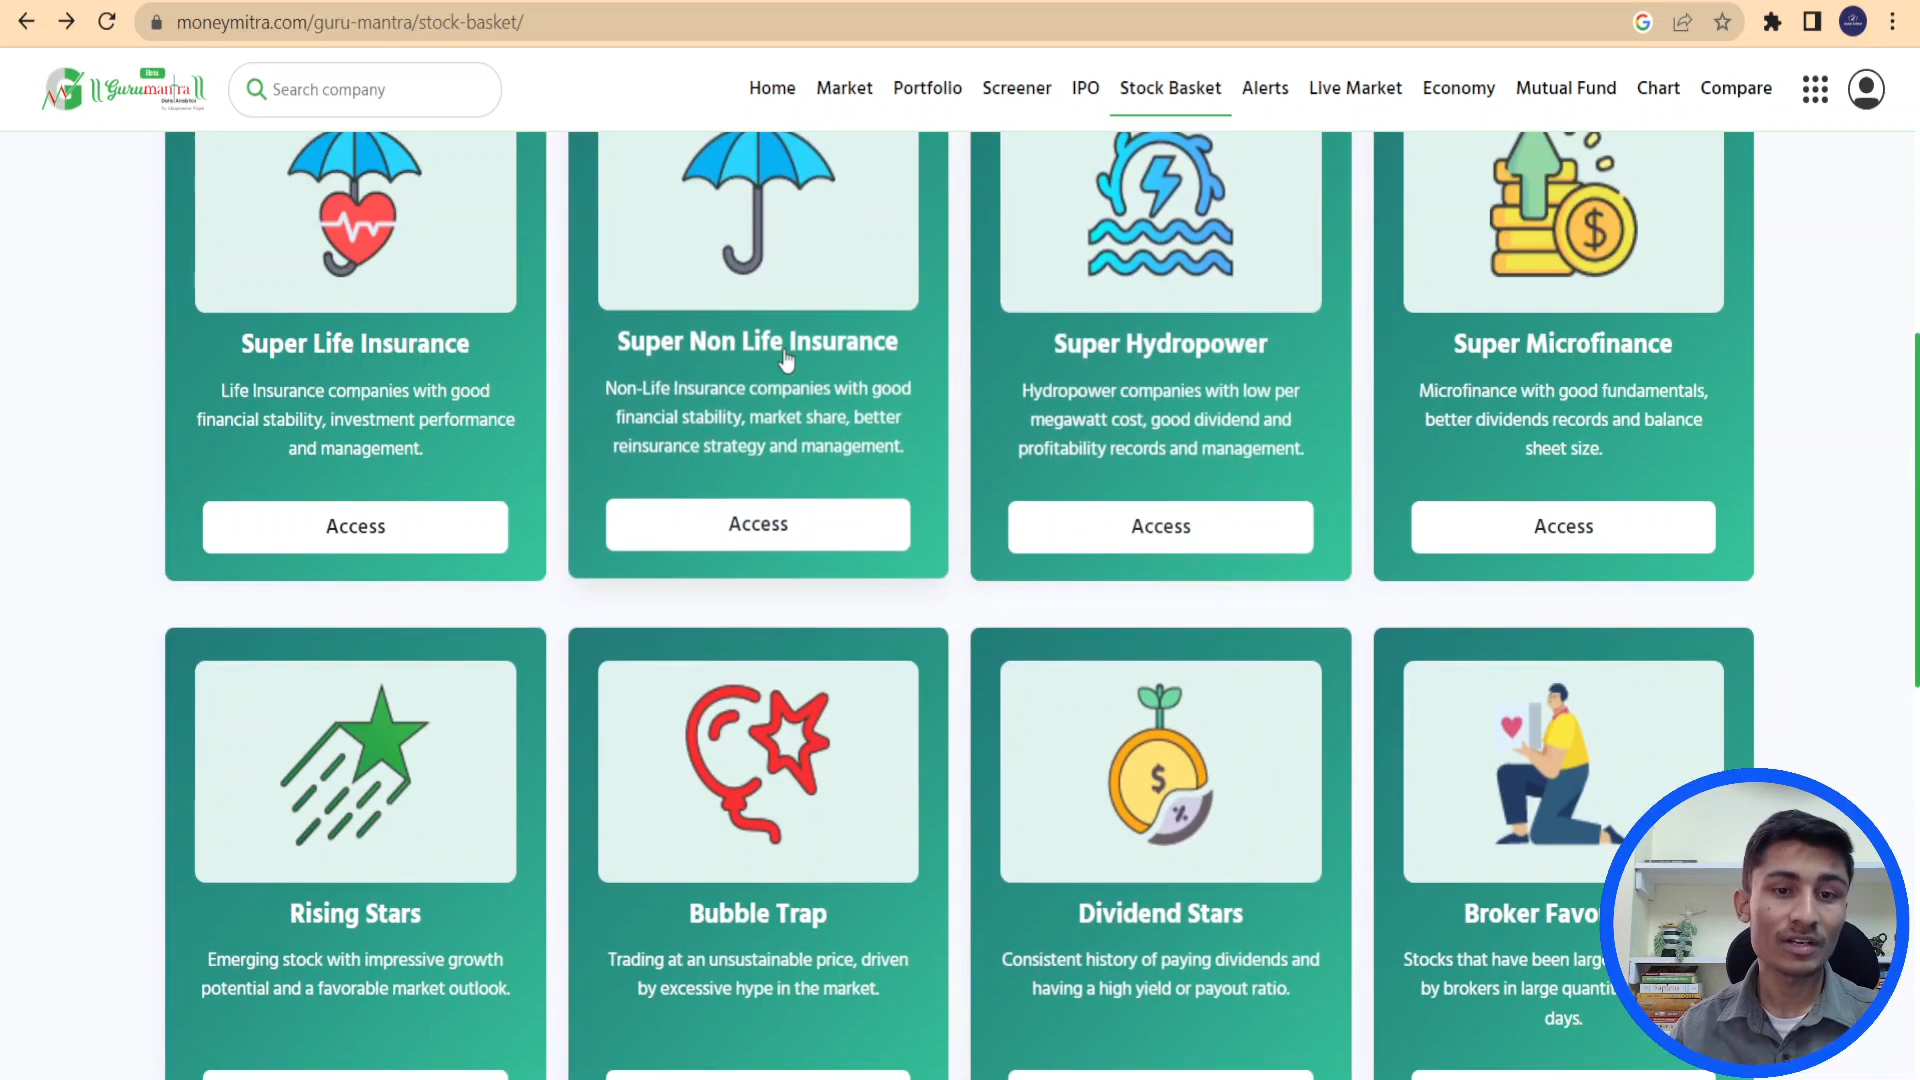 moneymitra.com/guru-mantra/stock-basket/
Beta
Gurumantra
Data Analytics
Search company
Home Market Portfolio Screener IPO Stock Basket Alerts Live Market Economy Mutual Fund Chart Compare
Super Life Insurance
Life Insurance companies with good
financial stability, investment performance
and management.
Access
Super Non Life Insurance
Non-Life Insurance companies with good
financial stability, market share, better
reinsurance strategy and management.
Access
Super Hydropower
Hydropower companies with low per
megawatt cost, good dividend and
profitability records and management.
Access
Super Microfinance
Microfinance with good fundamentals,
better dividends records and balance
sheet size.
Access
Rising Stars
Emerging stock with impressive growth
potential and a favorable market outlook.
Bubble Trap
Trading at an unsustainable price, driven
by excessive hype in the market.
Dividend Stars
Consistent history of paying dividends and
having a high yield or payout ratio.
Broker Favo
Stocks that have been larg
by brokers in large quanti
days.